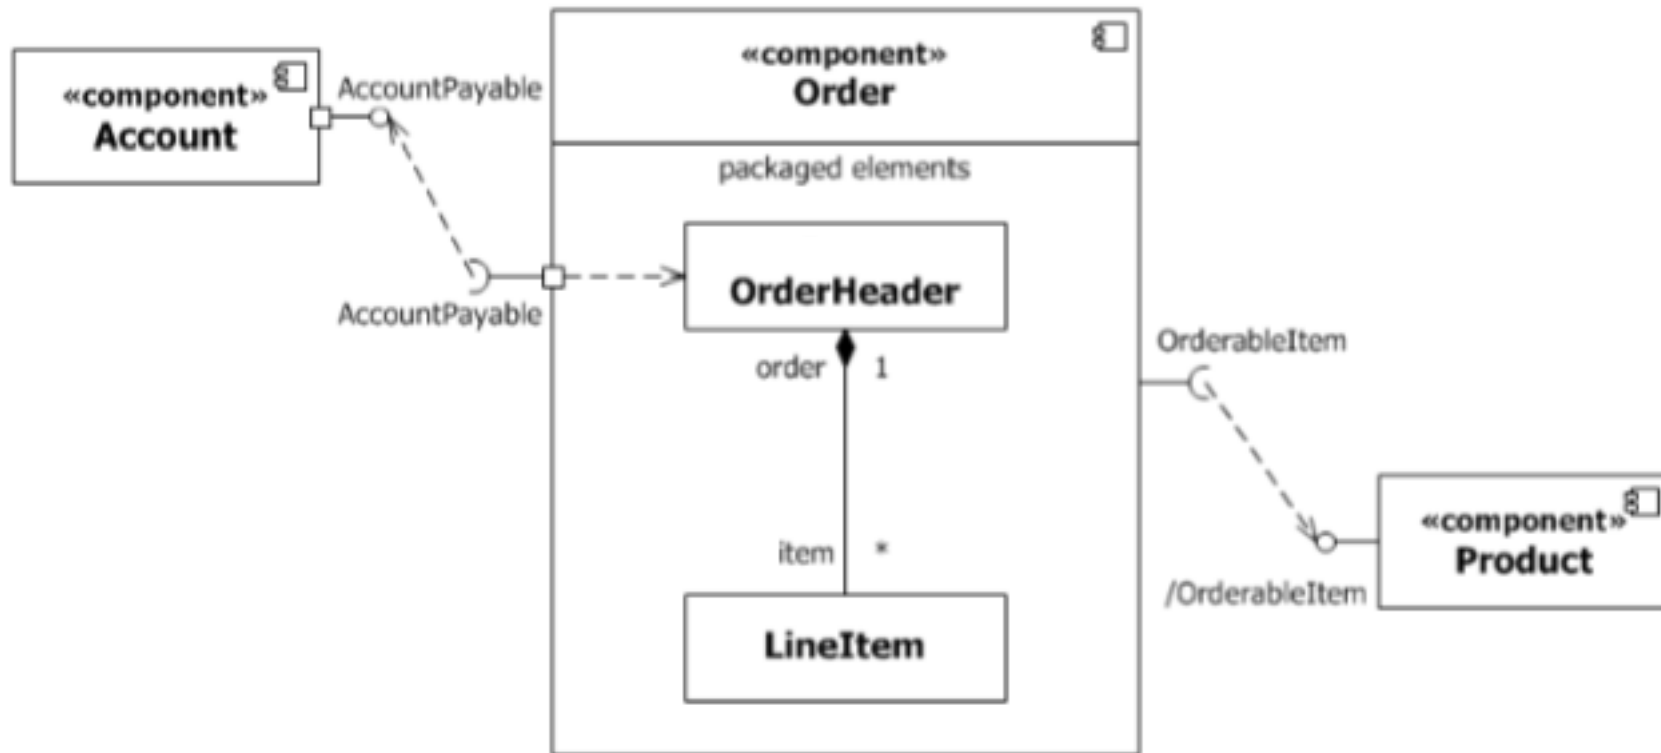 «component»
Account
AccountPayable
AccountPayable
«component»
Order
packaged elements
OrderHeader
order 1
item *
LineItem
OrderableItem
/OrderableItem
«component»
Product